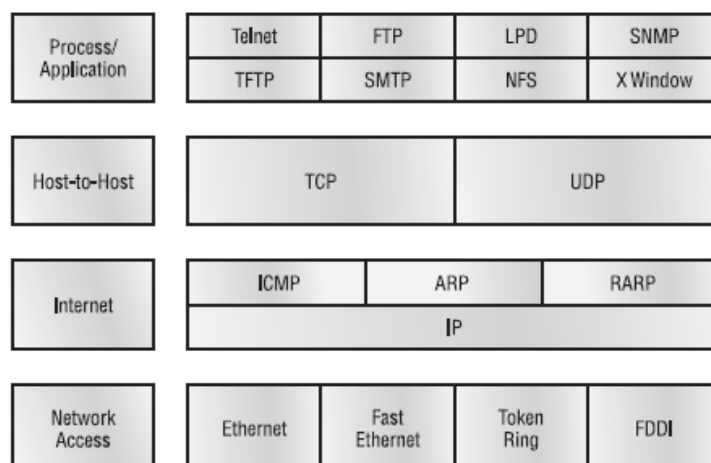 Process/
Application
Telnet FTP LPD SNMP
TFTP SMTP NFS X Window
Host-to-Host
TCP UDP
Internet
ICMP ARP RARP
IP
Network
Access
Ethernet
Fast
Ethernet
Token
Ring
FDDI